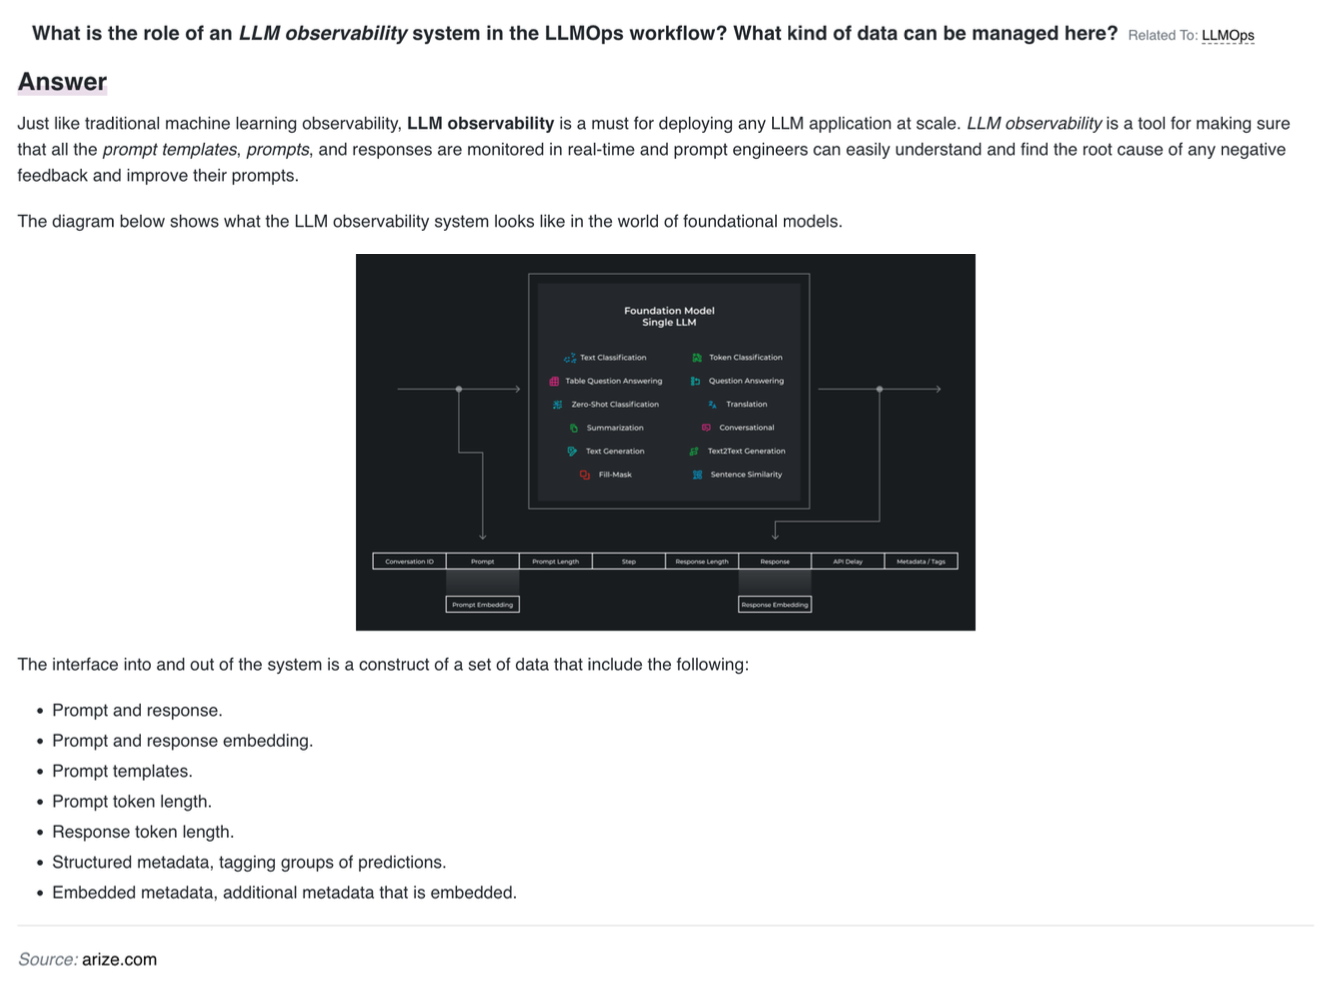 What is the role of an LLM observability system in the LLMOps workflow? What kind of data can be managed here? Related To: LLMOps
Answer
Just like traditional machine learning observability, LLM observability is a must for deploying any LLM application at scale. LLM observability is a tool for making sure
that all the prompt templates, prompts, and responses are monitored in real-time and prompt engineers can easily understand and find the root cause of any negative
feedback and improve their prompts.
The diagram below shows what the LLM observability system looks like in the world of foundational models.
Foundation Model
Single LLM
Text Classification Token Classification
Table Question Answering Question Answering
Zero-Shot Classification Translation
Summarization Conversational
Text Generation Text2Text Generation
Fill-Mask Sentence Similarity
Conversation ID Prompt Prompt Length Step Response Length Response API Delay Metadata / Tags
Prompt Embedding Response Embedding
The interface into and out of the system is a construct of a set of data that include the following:
• Prompt and response.
• Prompt and response embedding.
• Prompt templates.
• Prompt token length.
• Response token length.
• Structured metadata, tagging groups of predictions.
• Embedded metadata, additional metadata that is embedded.
Source: arize.com